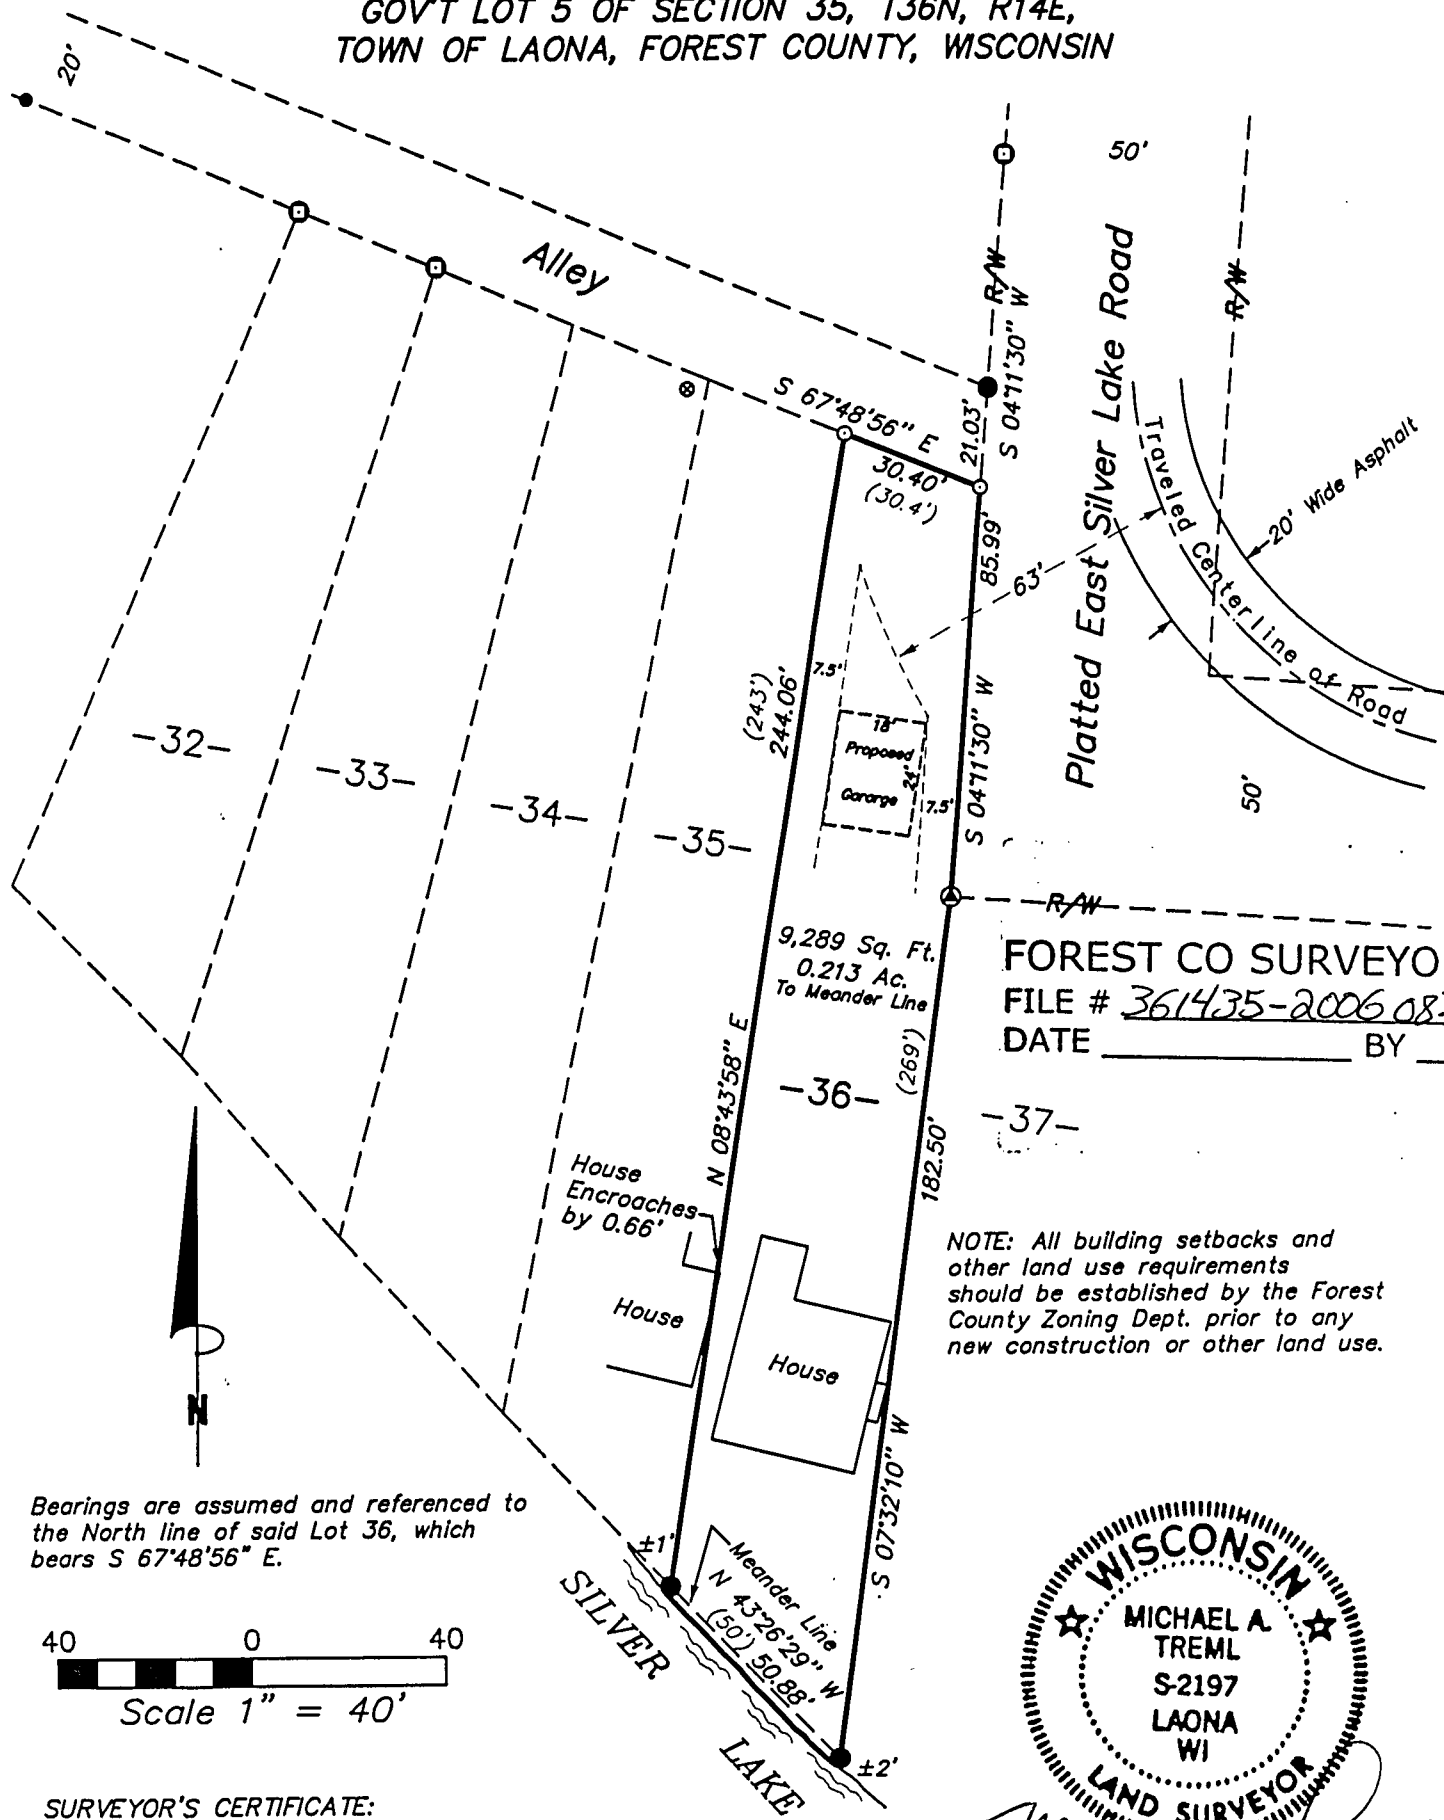 GOV'T LOT 5 OF SECTION 35, T36N, R14E,
TOWN OF LAONA, FOREST COUNTY, WISCONSIN
20'
50'
Alley
R/W
S 04°11'30" W
R/W
Platted East Silver Lake Road
S 67°48'56" E
21.03'
30.40'
(30.4')
85.99'
Traveled Centerline of Road
20' Wide Asphalt
63'
7.5'
(243')
244.06'
16'
Proposed
24'
Gararge
7.5'
S 04°11'30" W
50'
-32-
-33-
-34-
-35-
R/W
9,289 Sq. Ft.
0.213 Ac.
To Meander Line
FOREST CO SURVEYO
FILE # 361435-2006 08
DATE BY
N 08°43'58" E
(269')
-36-
-37-
182.50'
House
Encroaches
by 0.66'
House
House
NOTE: All building setbacks and
other land use requirements
should be established by the Forest
County Zoning Dept. prior to any
new construction or other land use.
N
S 07°32'10" W
Bearings are assumed and referenced to
the North line of said Lot 36, which
bears S 67°48'56" E.
±1'
Meander Line
N 43°26'29" W
(50') 50.88'
SILVER
LAKE
±2'
40 0 40
Scale 1" = 40'
WISCONSIN
MICHAEL A.
TREML
S-2197
LAONA
WI
LAND SURVEYOR
SURVEYOR'S CERTIFICATE: